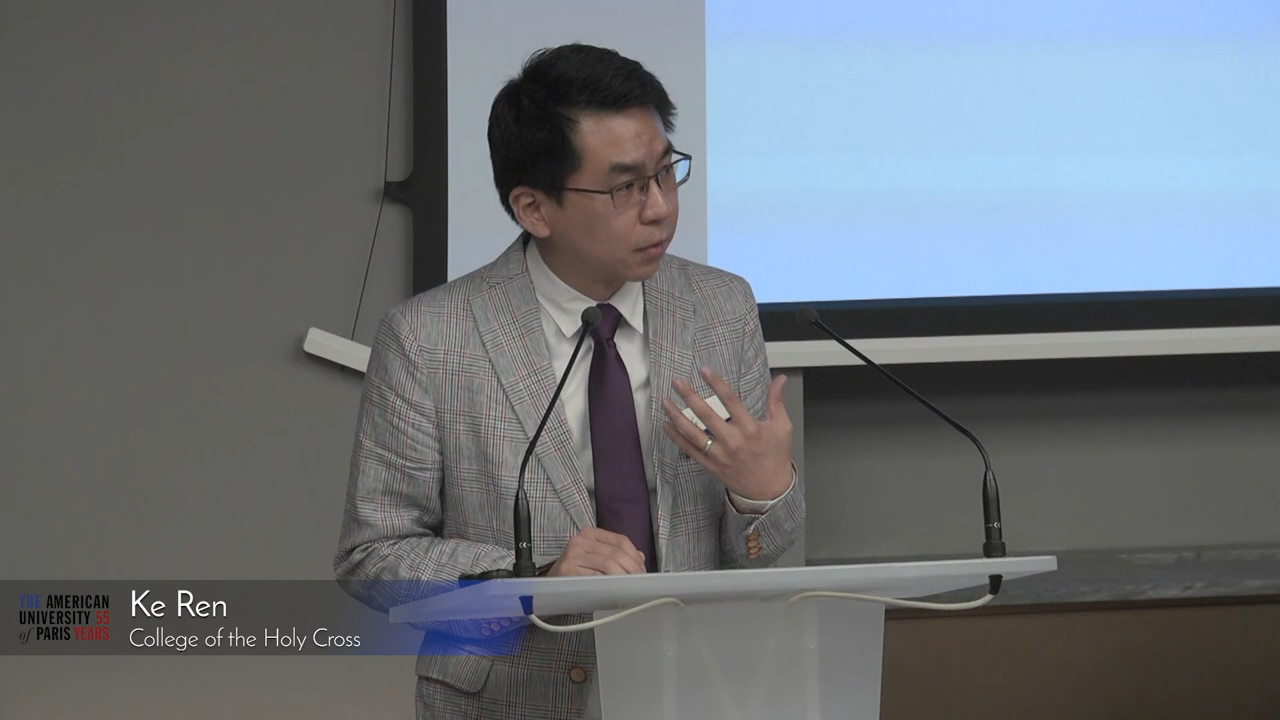 THE AMERICAN
UNIVERSITY 55
of PARIS YEARS
Ke Ren
College of the Holy Cross